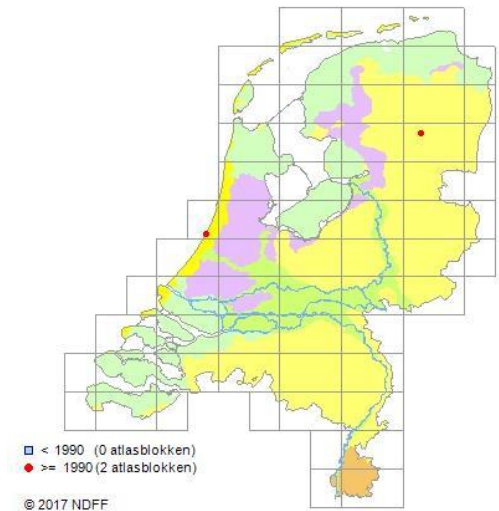 < 1990 (0 atlasblokken)
>= 1990 (2 atlasblokken)
© 2017 NDFF